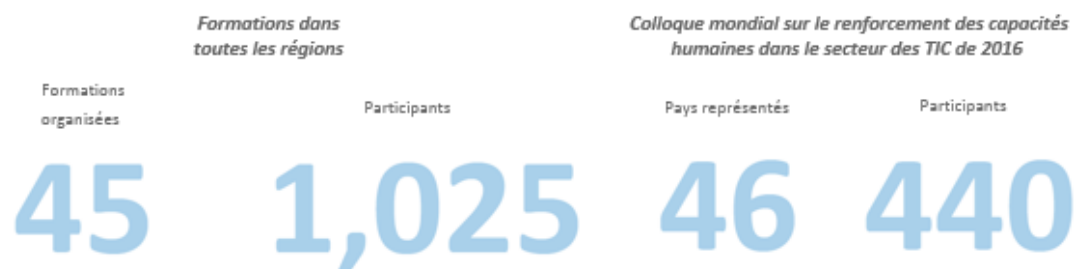 Formations dans
toutes les régions
Colloque mondial sur le renforcement des capacités
humaines dans le secteur des TIC de 2016
Formations
organisées
Participants
Pays représentés
Participants
45
1,025
46
440